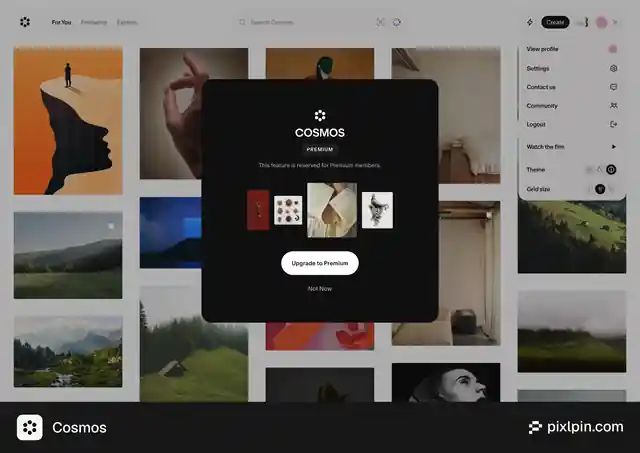 For You Following Explore
Search Cosmos
Create
View profile
Settings
Contact us
Community
Logout
Watch the film
Theme
Grid size
COSMOS
PREMIUM
This feature is reserved for Premium members.
Upgrade to Premium
Not Now
Cosmos
pixlpin.com